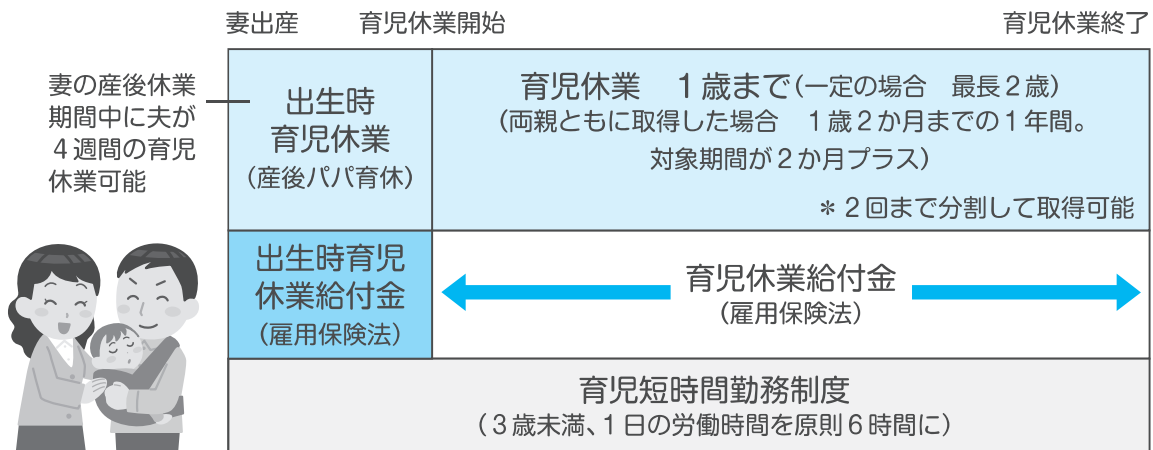 妻出産
育児休業開始
育児休業終了
妻の産後休業
期間中に夫が
4週間の育児
休業可能
出生時
育児休業
(産後パパ育休)
育児休業　1歳まで(一定の場合　最長2歳)
(両親ともに取得した場合　1歳2か月までの1年間。
対象期間が2か月プラス)
＊2回まで分割して取得可能
出生時育児
休業給付金
(雇用保険法)
育児休業給付金
(雇用保険法)
育児短時間勤務制度
(3歳未満、1日の労働時間を原則6時間に)